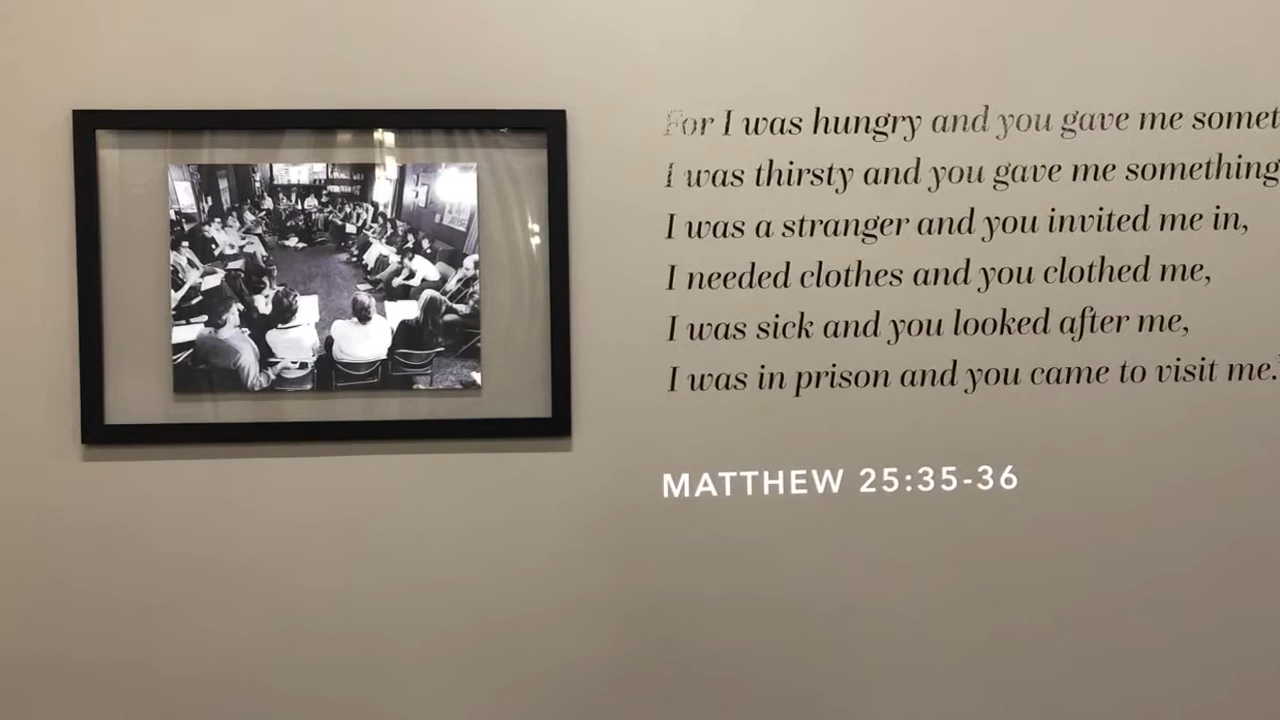 For I was hungry and you gave me somet
I was thirsty and you gave me something
I was a stranger and you invited me in,
I needed clothes and you clothed me,
I was sick and you looked after me,
I was in prison and you came to visit me.
MATTHEW 25:35-36